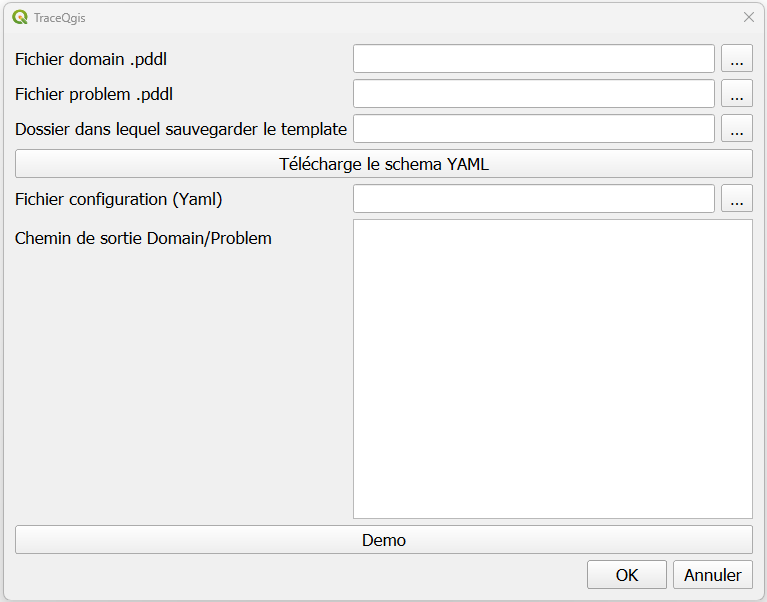 TraceQgis
Fichier domain .pddl
...
Fichier problem .pddl
...
Dossier dans lequel sauvegarder le template
...
Télécharge le schema YAML
Fichier configuration (Yaml)
...
Chemin de sortie Domain/Problem
Demo
OK
Annuler